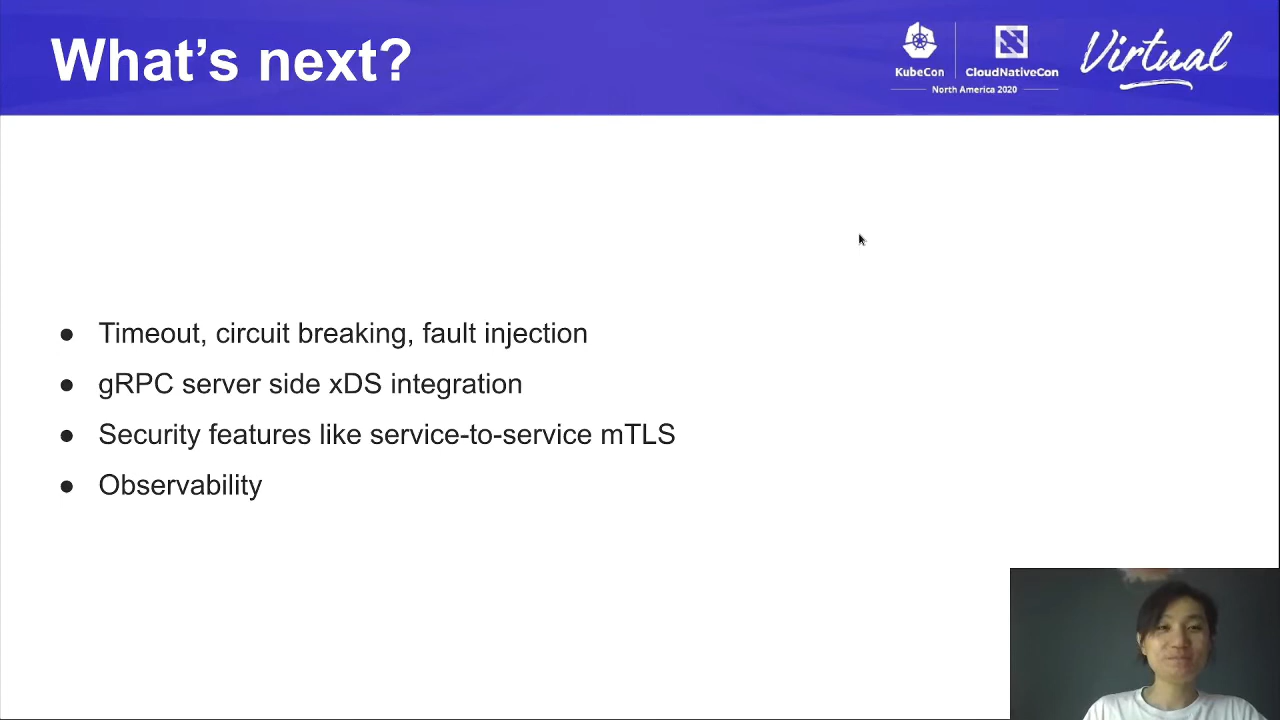 What's next?
KubeCon
CloudNativeCon
North America 2020
Virtual
● Timeout, circuit breaking, fault injection
● gRPC server side xDS integration
● Security features like service-to-service mTLS
● Observability